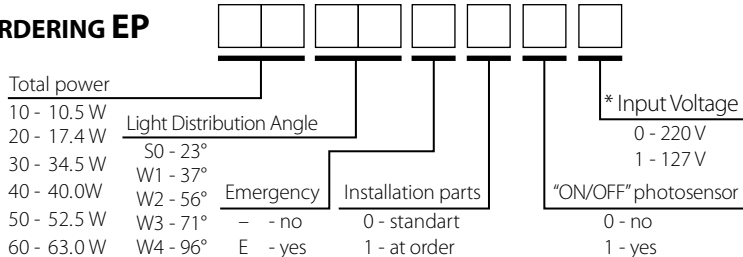 RDERING EP
Total power
10 - 10.5 W
20 - 17.4 W
30 - 34.5 W
40 - 40.0W
50 - 52.5 W
60 - 63.0 W
Light Distribution Angle
S0 - 23°
W1 - 37°
W2 - 56°
W3 - 71°
W4 - 96°
Emergency
– - no
E - yes
Installation parts
0 - standart
1 - at order
"ON/OFF" photosensor
0 - no
1 - yes
* Input Voltage
0 - 220 V
1 - 127 V